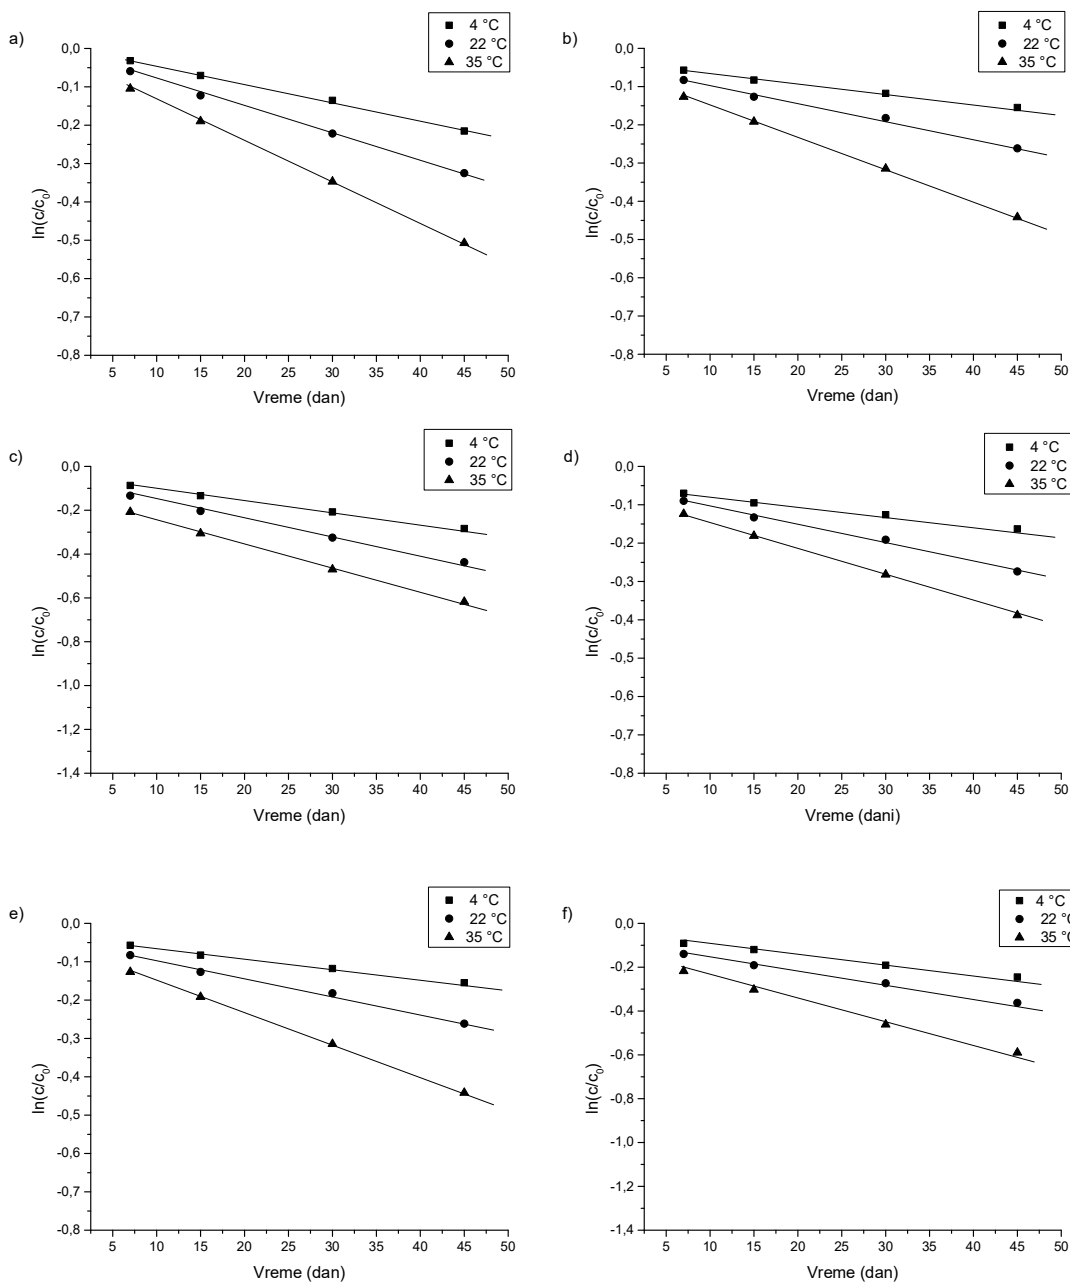 a)
4 °C
22 °C
35 °C
0,0
-0,1
-0,2
-0,3
-0,4
-0,5
-0,6
-0,7
-0,8
ln(c/c0)
5 10 15 20 25 30 35 40 45 50
Vreme (dan)
b)
4 °C
22 °C
35 °C
0,0
-0,1
-0,2
-0,3
-0,4
-0,5
-0,6
-0,7
-0,8
ln(c/c0)
5 10 15 20 25 30 35 40 45 50
Vreme (dan)
c)
4 °C
22 °C
35 °C
0,0
-0,2
-0,4
-0,6
-0,8
-1,0
-1,2
-1,4
ln(c/c0)
5 10 15 20 25 30 35 40 45 50
Vreme (dan)
d)
4 °C
22 °C
35 °C
0,0
-0,1
-0,2
-0,3
-0,4
-0,5
-0,6
-0,7
-0,8
ln(c/c0)
5 10 15 20 25 30 35 40 45 50
Vreme (dani)
e)
4 °C
22 °C
35 °C
0,0
-0,1
-0,2
-0,3
-0,4
-0,5
-0,6
-0,7
-0,8
ln(c/c0)
5 10 15 20 25 30 35 40 45 50
Vreme (dan)
f)
4 °C
22 °C
35 °C
0,0
-0,2
-0,4
-0,6
-0,8
-1,0
-1,2
-1,4
ln(c/c0)
5 10 15 20 25 30 35 40 45 50
Vreme (dan)